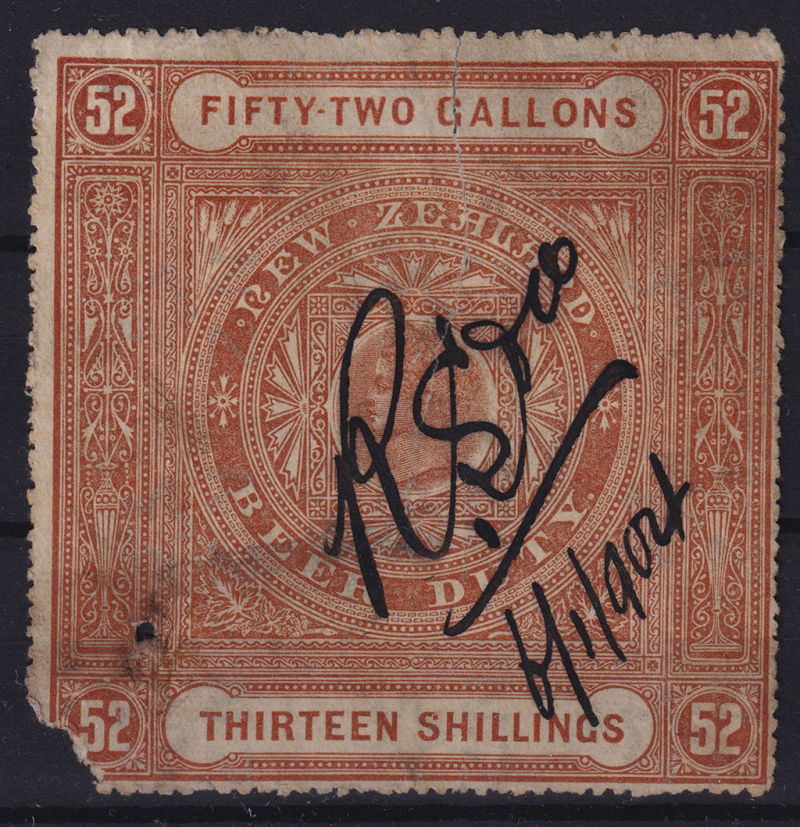 52 FIFTY-TWO GALLONS 52
NEW · ZEALAND
BEER · DUTY
52 THIRTEEN SHILLINGS 52